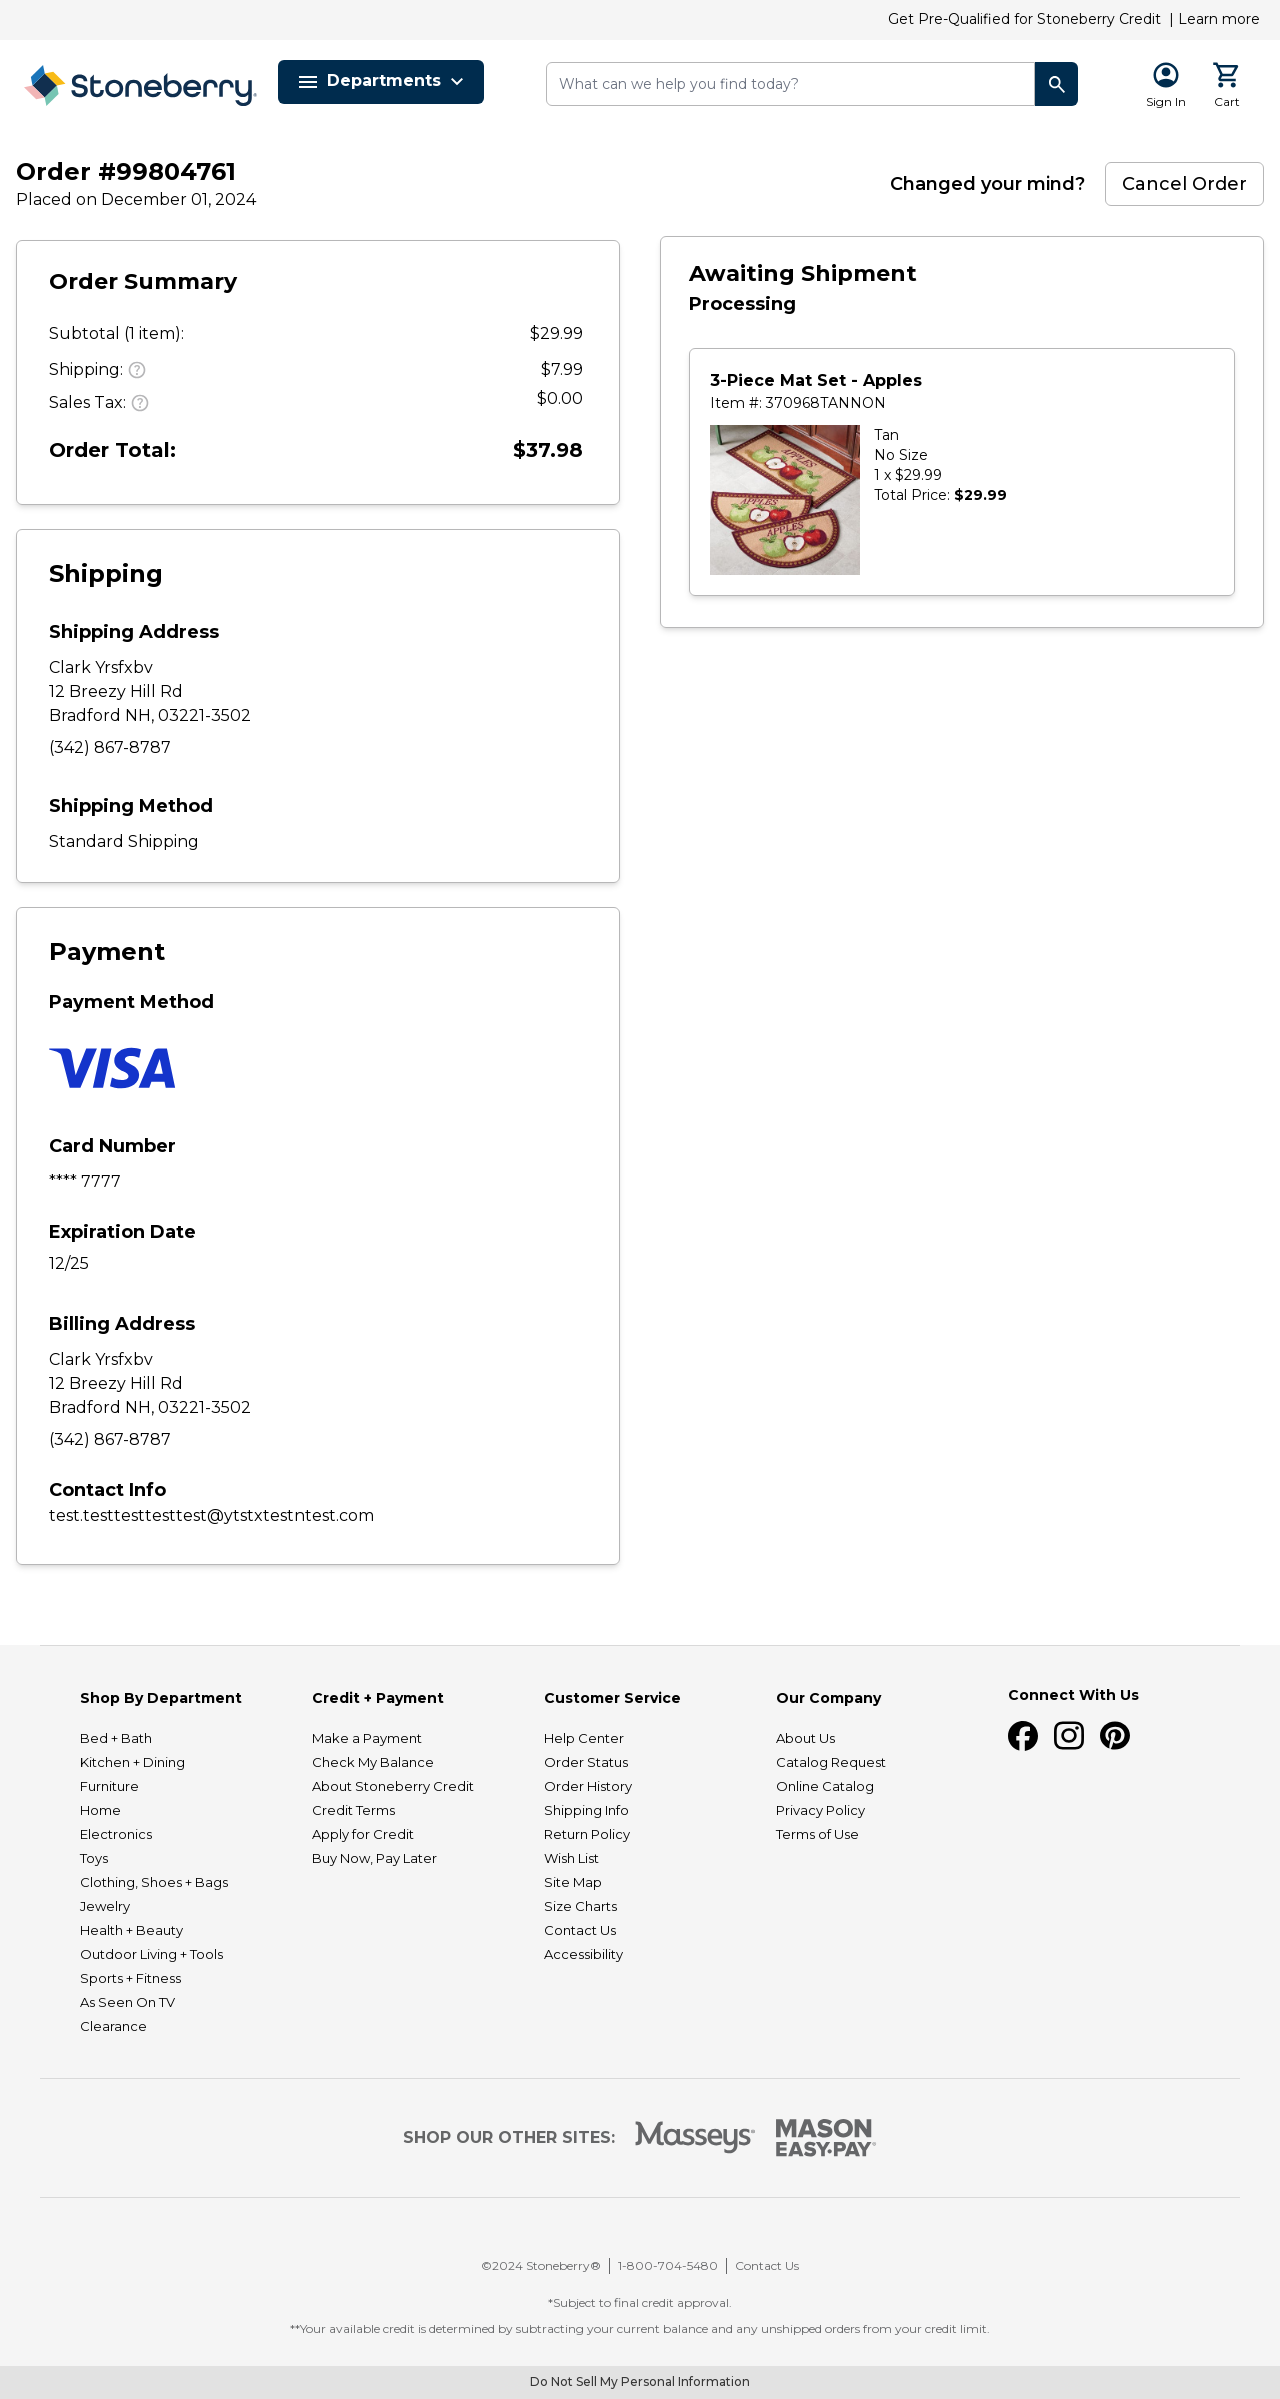 Get Pre-Qualified for Stoneberry Credit | Learn more
Stoneberry
Departments
What can we help you find today?
Sign In
Cart
Order #99804761
Placed on December 01, 2024
Changed your mind?
Cancel Order
Order Summary
Subtotal (1 item): $29.99
Shipping: ? $7.99
Sales Tax: ? $0.00
Order Total: $37.98
Shipping
Shipping Address
Clark Yrsfxbv
12 Breezy Hill Rd
Bradford NH, 03221-3502
(342) 867-8787
Shipping Method
Standard Shipping
Payment
Payment Method
VISA
Card Number
**** 7777
Expiration Date
12/25
Billing Address
Clark Yrsfxbv
12 Breezy Hill Rd
Bradford NH, 03221-3502
(342) 867-8787
Contact Info
test.testtesttesttest@ytstxtestntest.com
Awaiting Shipment
Processing
3-Piece Mat Set - Apples
Item #: 370968TANNON
APPLES
APPLES
APPLES
Tan
No Size
1 x $29.99
Total Price: $29.99
Shop By Department
Bed + Bath
Kitchen + Dining
Furniture
Home
Electronics
Toys
Clothing, Shoes + Bags
Jewelry
Health + Beauty
Outdoor Living + Tools
Sports + Fitness
As Seen On TV
Clearance
Credit + Payment
Make a Payment
Check My Balance
About Stoneberry Credit
Credit Terms
Apply for Credit
Buy Now, Pay Later
Customer Service
Help Center
Order Status
Order History
Shipping Info
Return Policy
Wish List
Site Map
Size Charts
Contact Us
Accessibility
Our Company
About Us
Catalog Request
Online Catalog
Privacy Policy
Terms of Use
Connect With Us
SHOP OUR OTHER SITES:
Masseys
MASON
EASY•PAY
©2024 Stoneberry® | 1-800-704-5480 | Contact Us
*Subject to final credit approval.
**Your available credit is determined by subtracting your current balance and any unshipped orders from your credit limit.
Do Not Sell My Personal Information